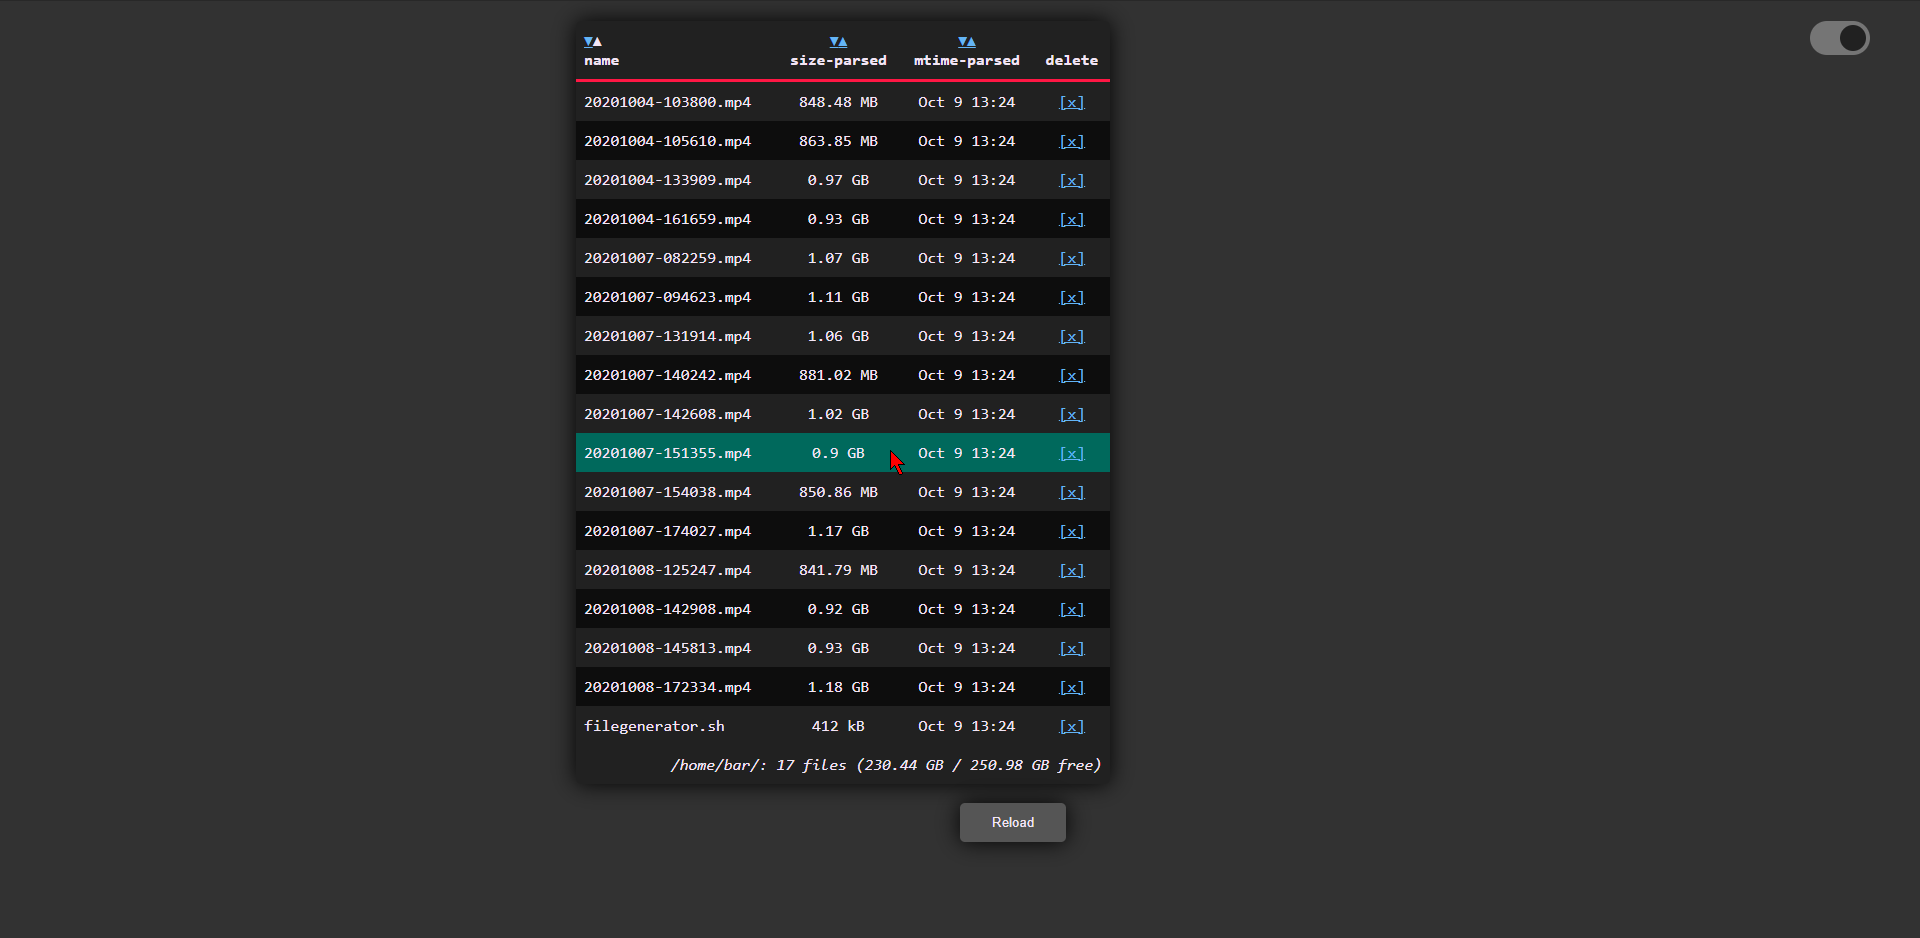 ▼▲ ▼▲ ▼▲
name size-parsed mtime-parsed delete
20201004-103800.mp4 848.48 MB Oct 9 13:24 [x]
20201004-105610.mp4 863.85 MB Oct 9 13:24 [x]
20201004-133909.mp4 0.97 GB Oct 9 13:24 [x]
20201004-161659.mp4 0.93 GB Oct 9 13:24 [x]
20201007-082259.mp4 1.07 GB Oct 9 13:24 [x]
20201007-094623.mp4 1.11 GB Oct 9 13:24 [x]
20201007-131914.mp4 1.06 GB Oct 9 13:24 [x]
20201007-140242.mp4 881.02 MB Oct 9 13:24 [x]
20201007-142608.mp4 1.02 GB Oct 9 13:24 [x]
20201007-151355.mp4 0.9 GB Oct 9 13:24 [x]
20201007-154038.mp4 850.86 MB Oct 9 13:24 [x]
20201007-174027.mp4 1.17 GB Oct 9 13:24 [x]
20201008-125247.mp4 841.79 MB Oct 9 13:24 [x]
20201008-142908.mp4 0.92 GB Oct 9 13:24 [x]
20201008-145813.mp4 0.93 GB Oct 9 13:24 [x]
20201008-172334.mp4 1.18 GB Oct 9 13:24 [x]
filegenerator.sh 412 kB Oct 9 13:24 [x]
/home/bar/: 17 files (230.44 GB / 250.98 GB free)
Reload